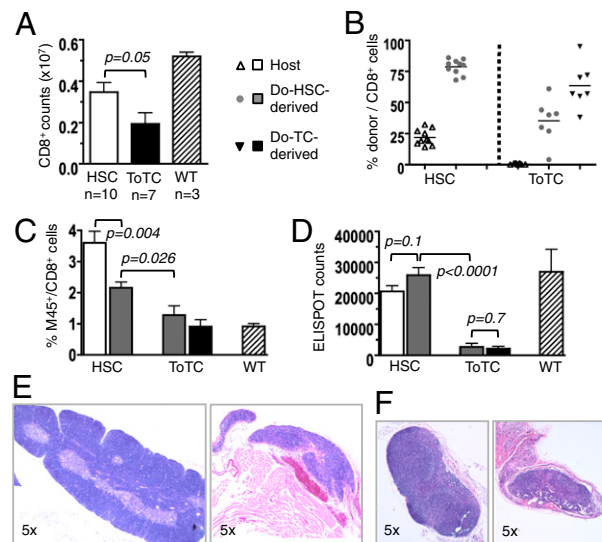 A
CD8⁺ counts (x10⁷)
0.6
0.4
0.2
0.0
p=0.05
HSC ToTC WT
n=10 n=7 n=3
Host
Do-HSC-
derived
Do-TC-
derived
B
% donor / CD8⁺ cells
100
75
50
25
0
HSC ToTC
C
% M45⁺/CD8⁺ cells
4
3
2
1
0
p=0.004
p=0.026
HSC ToTC WT
D
ELISPOT counts
40000
30000
20000
10000
0
p=0.1
p<0.0001
p=0.7
HSC ToTC WT
E
5x
5x
F
5x
5x